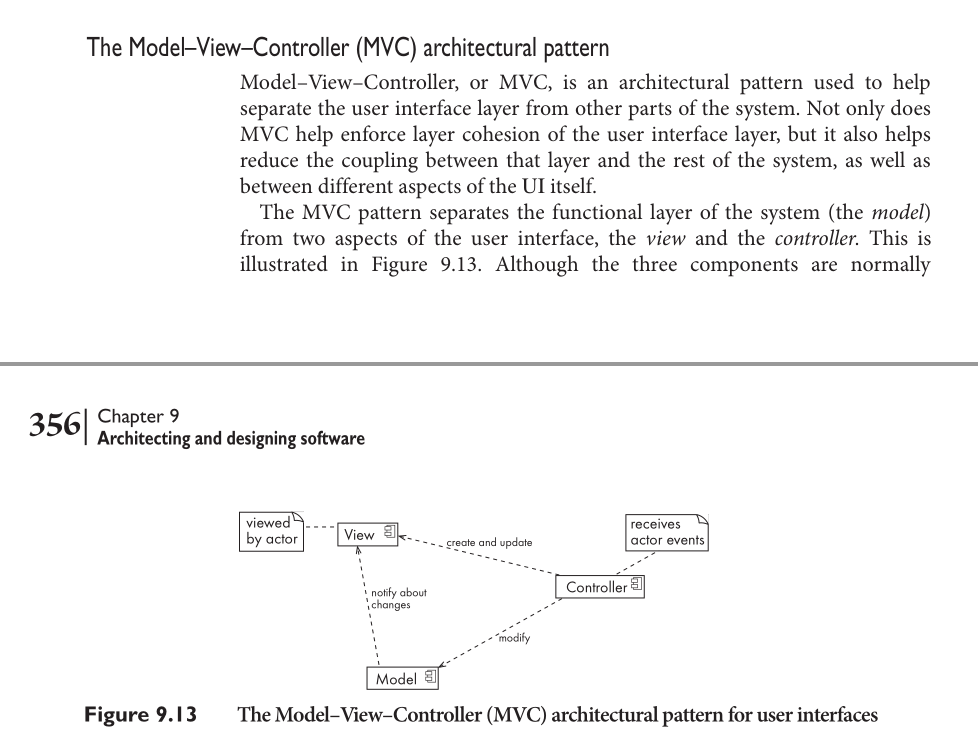 The Model–View–Controller (MVC) architectural pattern
Model–View–Controller, or MVC, is an architectural pattern used to help
separate the user interface layer from other parts of the system. Not only does
MVC help enforce layer cohesion of the user interface layer, but it also helps
reduce the coupling between that layer and the rest of the system, as well as
between different aspects of the UI itself.
The MVC pattern separates the functional layer of the system (the model)
from two aspects of the user interface, the view and the controller. This is
illustrated in Figure 9.13. Although the three components are normally
356 Chapter 9
Architecting and designing software
viewed
by actor
View
create and update
receives
actor events
Controller
notify about
changes
modify
Model
Figure 9.13 The Model–View–Controller (MVC) architectural pattern for user interfaces